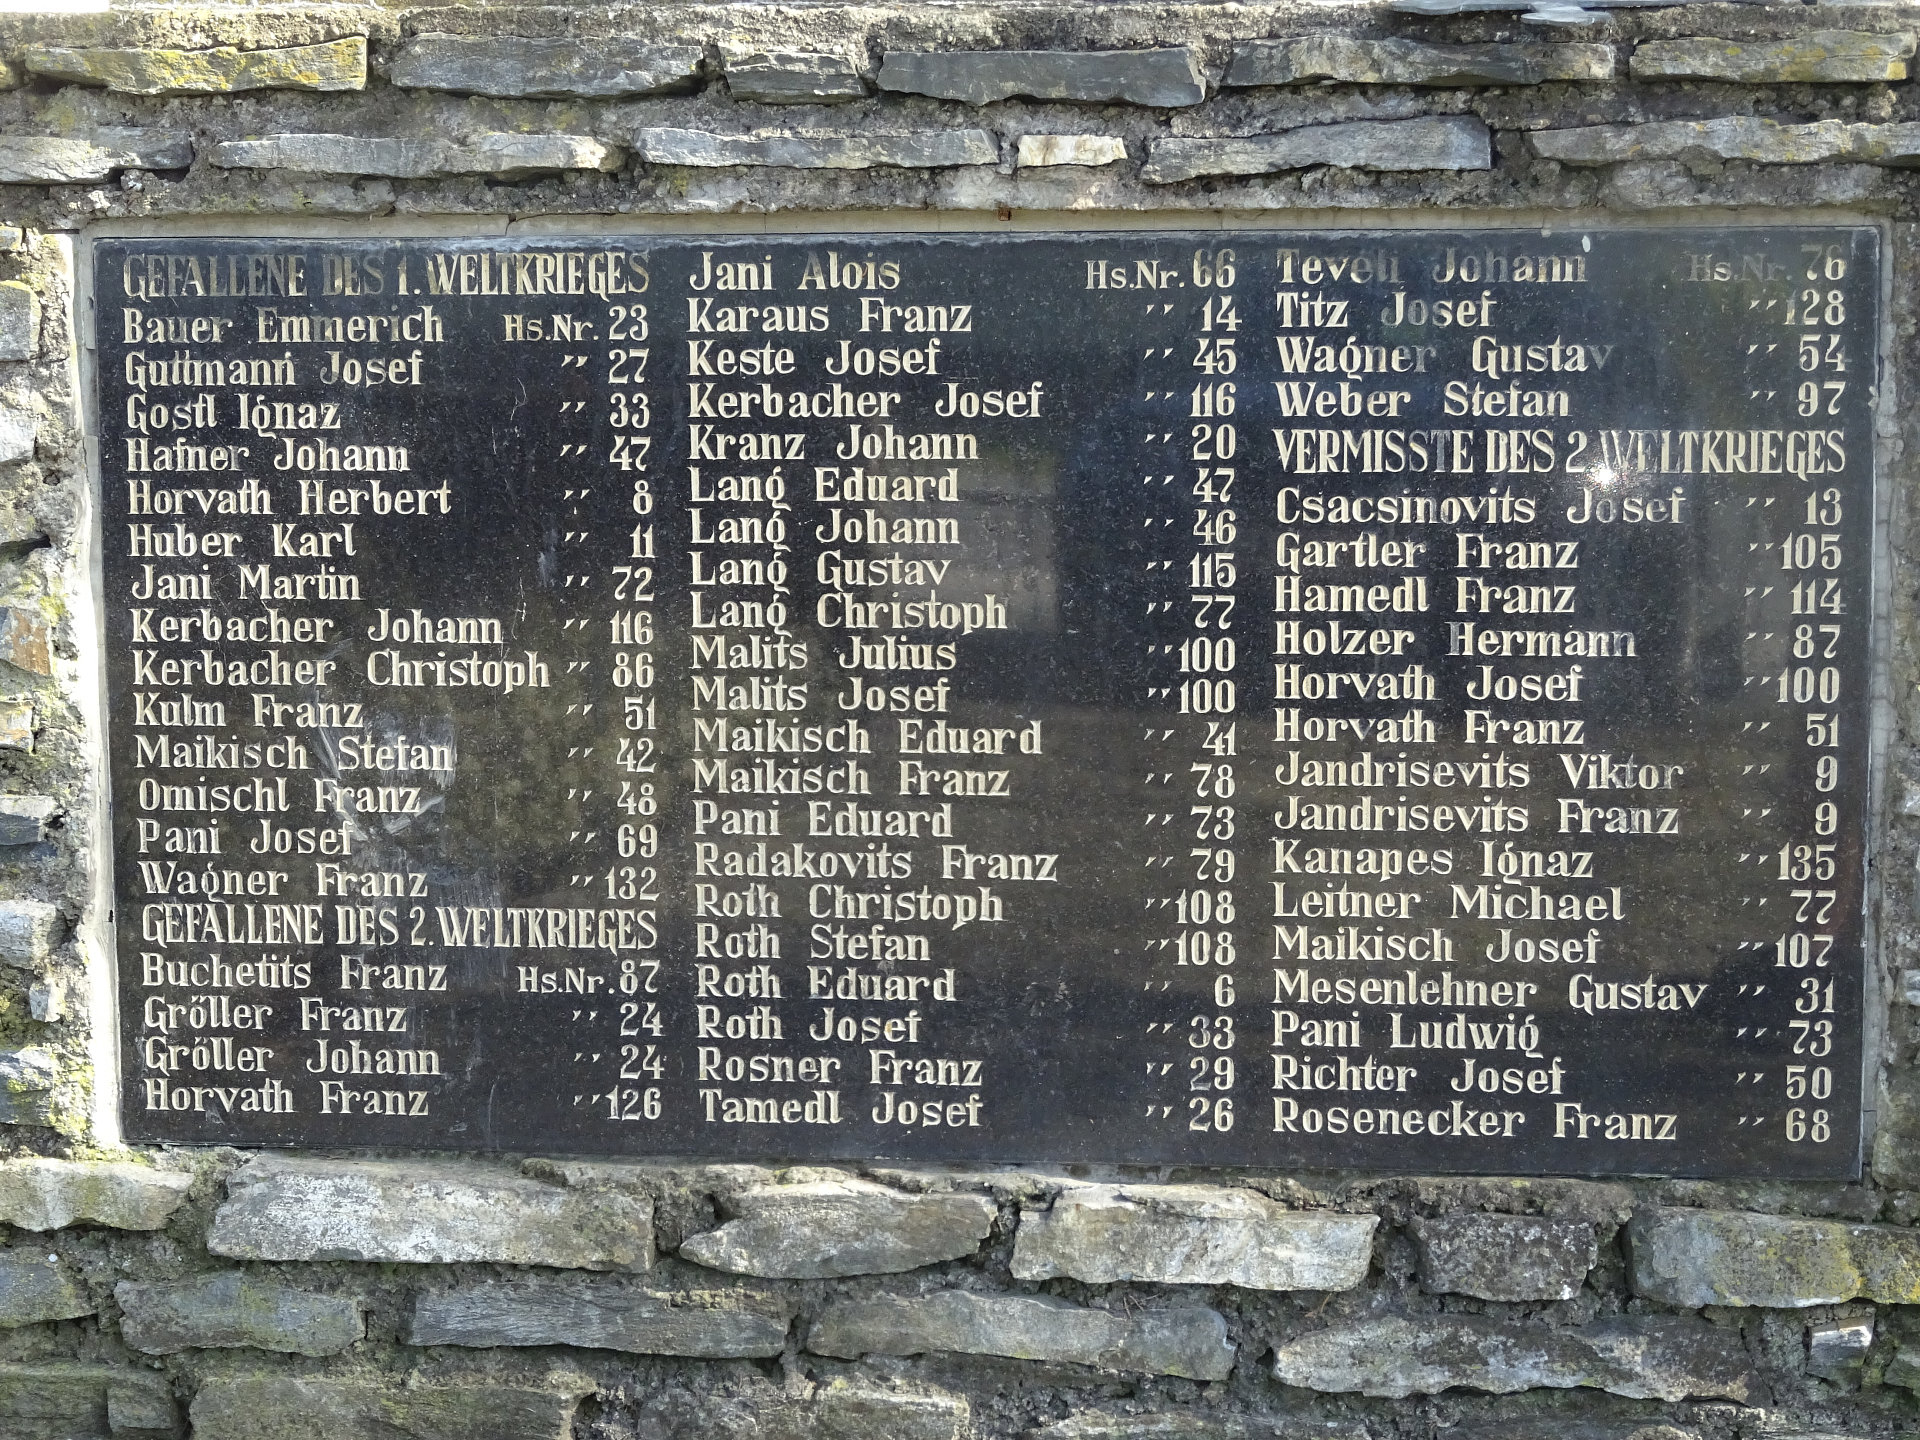 GEFALLENE DES 1. WELTKRIEGES
Bauer Emmerich Hs.Nr. 23
Guttmann Josef " 27
Gostl Ignaz " 33
Hafner Johann " 47
Horvath Herbert " 8
Huber Karl " 11
Jani Martin " 72
Kerbacher Johann " 116
Kerbacher Christoph " 86
Kulm Franz " 51
Maikisch Stefan " 42
Omischl Franz " 48
Pani Josef " 69
Wagner Franz " 132
GEFALLENE DES 2. WELTKRIEGES
Buchetits Franz Hs.Nr. 87
Gröller Franz " 24
Gröller Johann " 24
Horvath Franz " 126
Jani Alois Hs.Nr. 66
Karaus Franz " 14
Keste Josef " 45
Kerbacher Josef " 116
Kranz Johann " 20
Lang Eduard " 47
Lang Johann " 46
Lang Gustav " 115
Lang Christoph " 77
Malits Julius " 100
Malits Josef " 100
Maikisch Eduard " 41
Maikisch Franz " 78
Pani Eduard " 73
Radakovits Franz " 79
Roth Christoph " 108
Roth Stefan " 108
Roth Eduard " 6
Roth Josef " 33
Rosner Franz " 29
Tamedl Josef " 26
Teveli Johann Hs.Nr. 76
Titz Josef " 128
Wagner Gustav " 54
Weber Stefan " 97
VERMISSTE DES 2. WELTKRIEGES
Csacsinovits Josef " 13
Gartler Franz " 105
Hamedl Franz " 114
Holzer Hermann " 87
Horvath Josef " 100
Horvath Franz " 51
Jandrisevits Viktor " 9
Jandrisevits Franz " 9
Kanapes Ignaz " 135
Leitner Michael " 77
Maikisch Josef " 107
Mesenlehner Gustav " 31
Pani Ludwig " 73
Richter Josef " 50
Rosenecker Franz " 68